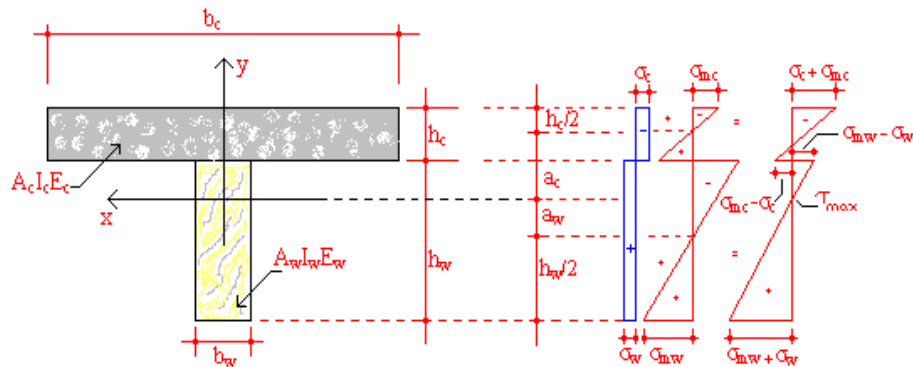 b_c
y
σ_c
σ_mc
σ_c + σ_mc
h_c
h_c/2
-
-
-
+
=
+
σ_mw - σ_w
A_c I_c E_c
a_c
x
-
σ_mc - σ_c
τ_max
a_w
h_w
A_w I_w E_w
h_w/2
+
+
=
+
+
b_w
σ_w
σ_mw
σ_mw + σ_w